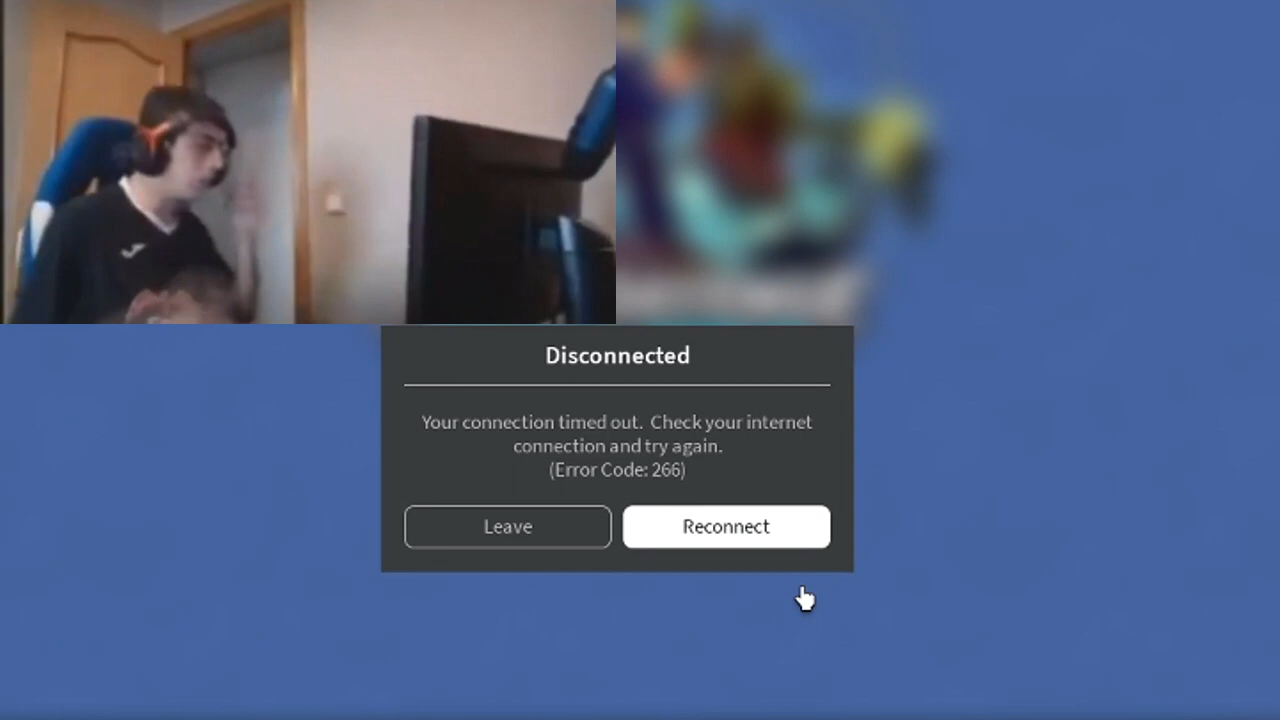 Disconnected
Your connection timed out. Check your internet
connection and try again.
(Error Code: 266)
Leave
Reconnect